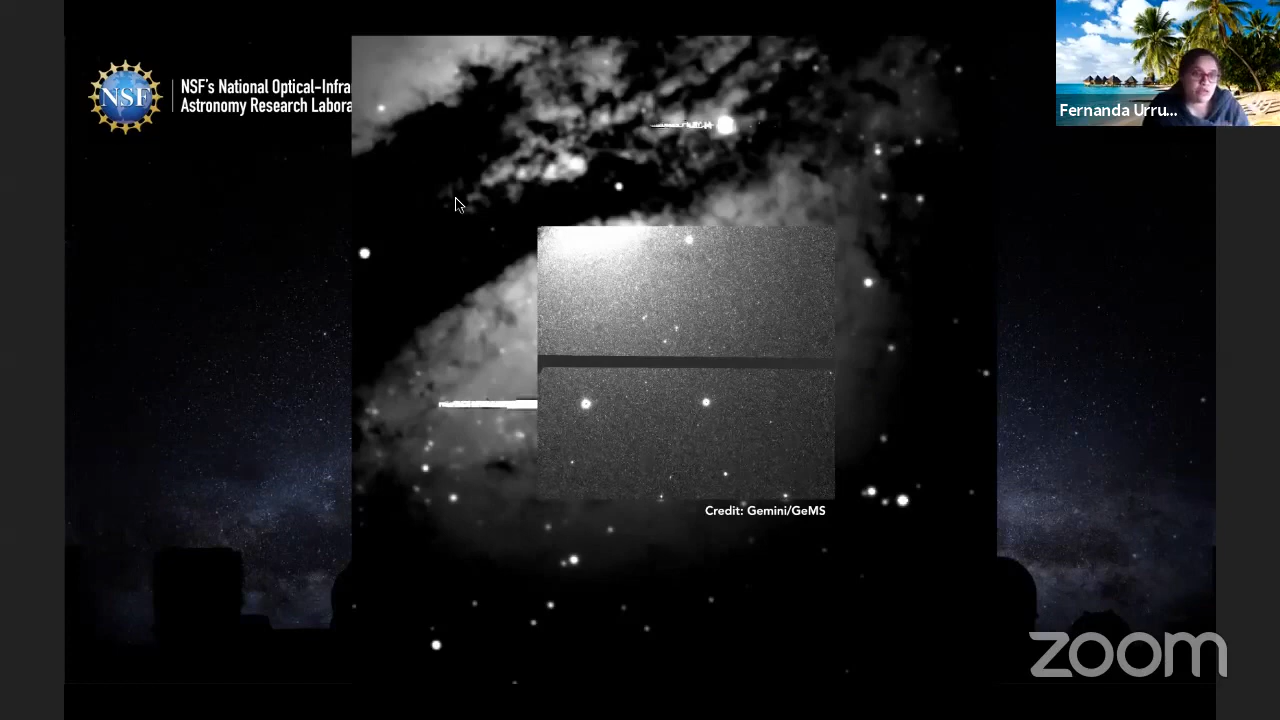 NSF
NSF's National Optical-Infra
Astronomy Research Labora
Fernanda Urru...
Credit: Gemini/GeMS
zoom